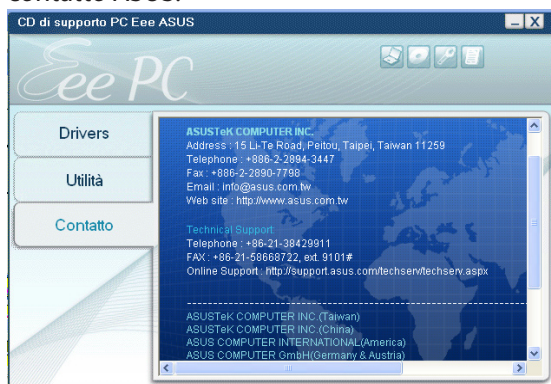 contatto ASUS.
CD di supporto PC Eee ASUS
Eee PC
Drivers
Utilità
Contatto
ASUSTeK COMPUTER INC.
Address : 15 Li-Te Road, Peitou, Taipei, Taiwan 11259
Telephone : +886-2-2894-3447
Fax : +886-2-2890-7798
Email : info@asus.com.tw
Web site : http://www.asus.com.tw
Technical Support
Telephone : +86-21-38429911
FAX : +86-21-58668722, ext. 9101#
Online Support : http://support.asus.com/techserv/techserv.aspx
ASUSTeK COMPUTER INC.(Taiwan)
ASUSTeK COMPUTER INC.(China)
ASUS COMPUTER INTERNATIONAL(America)
ASUS COMPUTER GmbH(Germany & Austria)